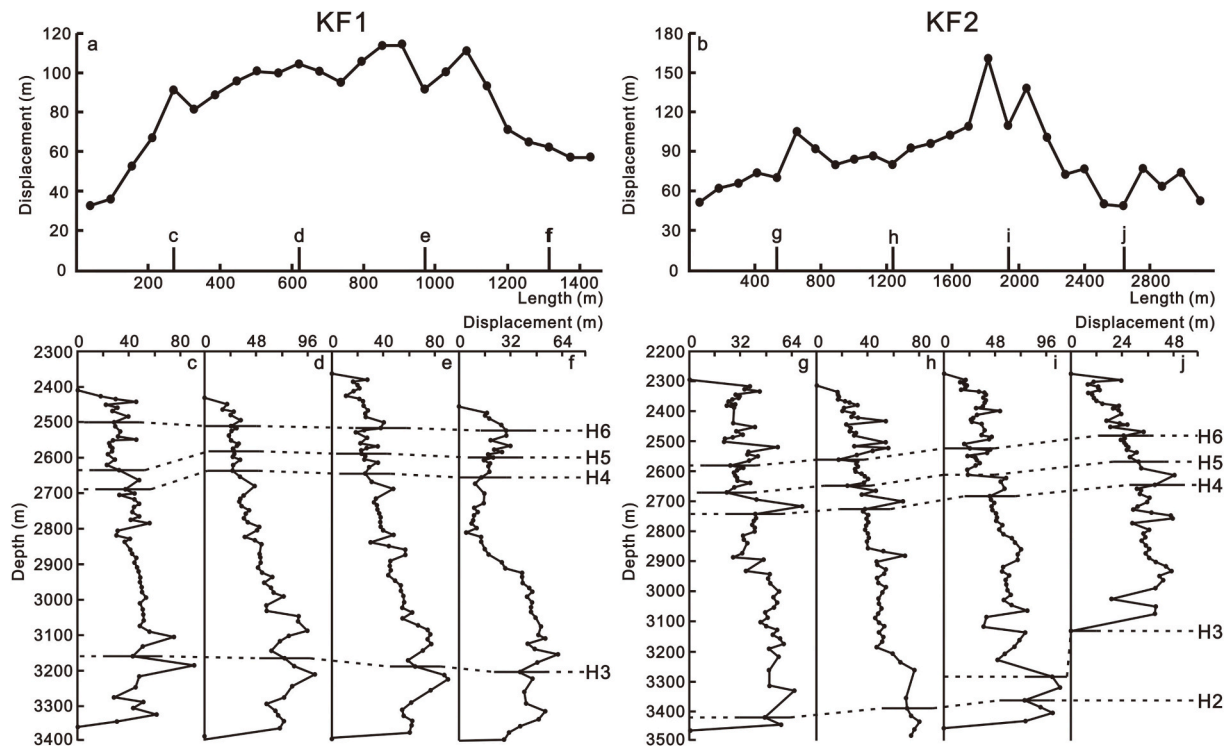 KF1
KF2
a
Displacement (m)
120
100
80
60
40
20
0
c
d
e
f
200
400
600
800
1000
1200
1400
Length (m)
b
Displacement (m)
180
150
120
90
60
30
0
g
h
i
j
400
800
1200
1600
2000
2400
2800
Length (m)
Displacement (m)
0 40 80 0 48 96 0 40 80 0 32 64
c d e f
Depth (m)
2300
2400
2500
2600
2700
2800
2900
3000
3100
3200
3300
3400
H6
H5
H4
H3
Displacement (m)
0 32 64 0 40 80 0 48 96 0 24 48
g h i j
Depth (m)
2200
2300
2400
2500
2600
2700
2800
2900
3000
3100
3200
3300
3400
3500
H6
H5
H4
H3
H2